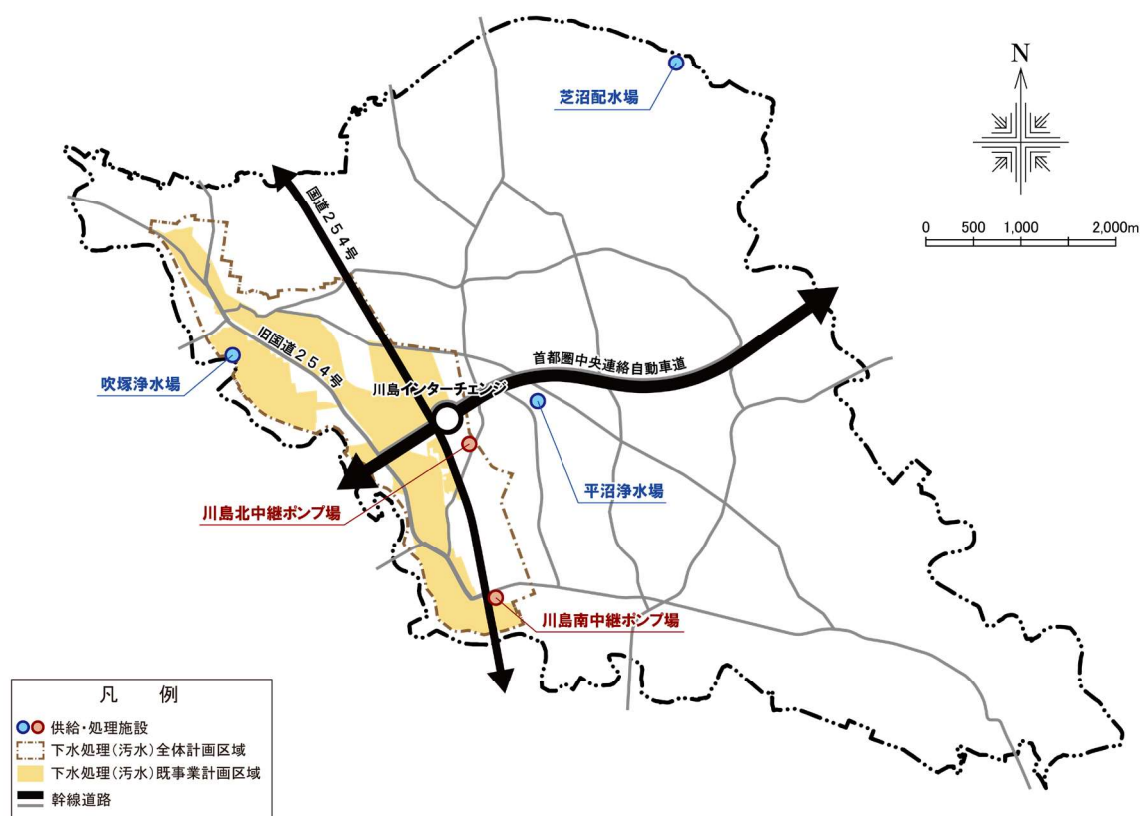 芝沼配水場
N
0 500 1,000 2,000m
国道254号
旧国道254号
首都圏中央連絡自動車道
吹塚浄水場
川島インターチェンジ
平沼浄水場
川島北中継ポンプ場
川島南中継ポンプ場
凡 例
供給・処理施設
下水処理(汚水)全体計画区域
下水処理(汚水)既事業計画区域
幹線道路